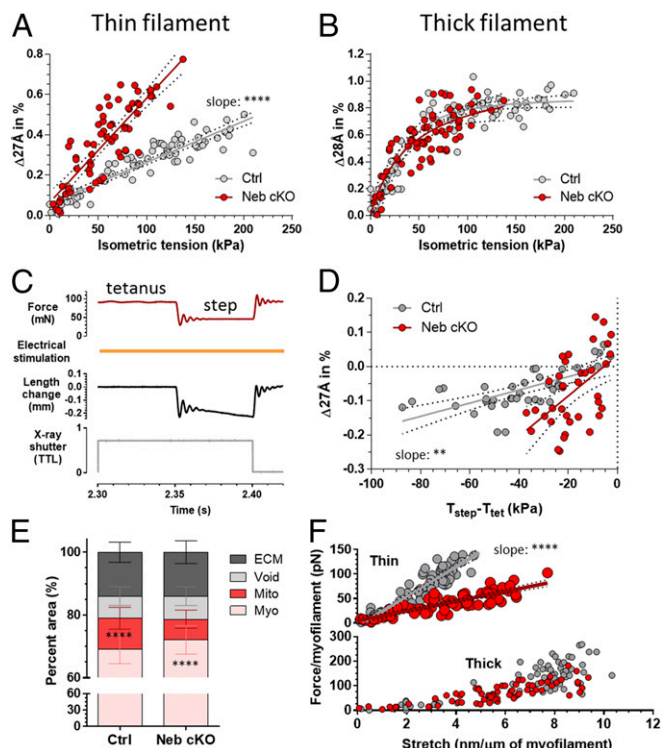 Thin filament
Thick filament
A
Δ27Å in %
0.8
0.6
0.4
0.2
0.0
slope: ****
Ctrl
Neb cKO
0 50 100 150 200 250
Isometric tension (kPa)
B
Δ28Å in %
1.2
1.0
0.8
0.6
0.4
0.2
0.0
Ctrl
Neb cKO
0 50 100 150 200 250
Isometric tension (kPa)
C
tetanus
step
Force
(mN)
100
50
0
Electrical
stimulation
Length
change
(mm)
0.1
0.0
-0.1
-0.2
X-ray
shutter
(TTL)
1
0
2.30 2.35 2.40
Time (s)
D
Δ27Å in %
0.2
0.1
0.0
-0.1
-0.2
-0.3
Ctrl
Neb cKO
slope: **
-100 -80 -60 -40 -20 0
Tstep-Ttet (kPa)
E
Percent area (%)
100
80
60
60
30
0
****
****
ECM
Void
Mito
Myo
Ctrl Neb cKO
F
Force/myofilament (pN)
150
100
50
0
Thin
slope: ****
300
200
100
0
Thick
0 2 4 6 8 10 12
Stretch (nm/µm of myofilament)